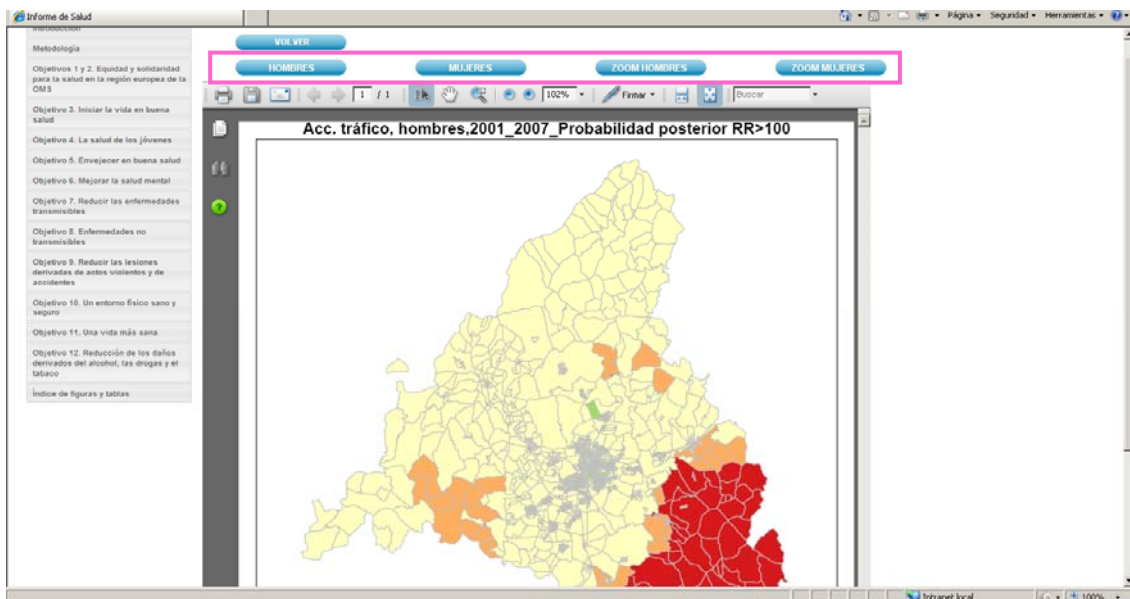 Informe de Salud
Página
Seguridad
Herramientas
Introducción
Metodología
Objetivos 1 y 2. Equidad y solidaridad
para la salud en la región europea de la
OMS
Objetivo 3. Iniciar la vida en buena
salud
Objetivo 4. La salud de los jóvenes
Objetivo 5. Envejecer en buena salud
Objetivo 6. Mejorar la salud mental
Objetivo 7. Reducir las enfermedades
transmisibles
Objetivo 8. Enfermedades no
transmisibles
Objetivo 9. Reducir las lesiones
derivadas de actos violentos y de
accidentes
Objetivo 10. Un entorno físico sano y
seguro
Objetivo 11. Una vida más sana
Objetivo 12. Reducción de los daños
derivados del alcohol, las drogas y el
tabaco
Índice de figuras y tablas
VOLVER
HOMBRES MUJERES ZOOM HOMBRES ZOOM MUJERES
1 / 1 102% Firmar Buscar
Acc. tráfico, hombres,2001_2007_Probabilidad posterior RR>100
Intranet local 100%